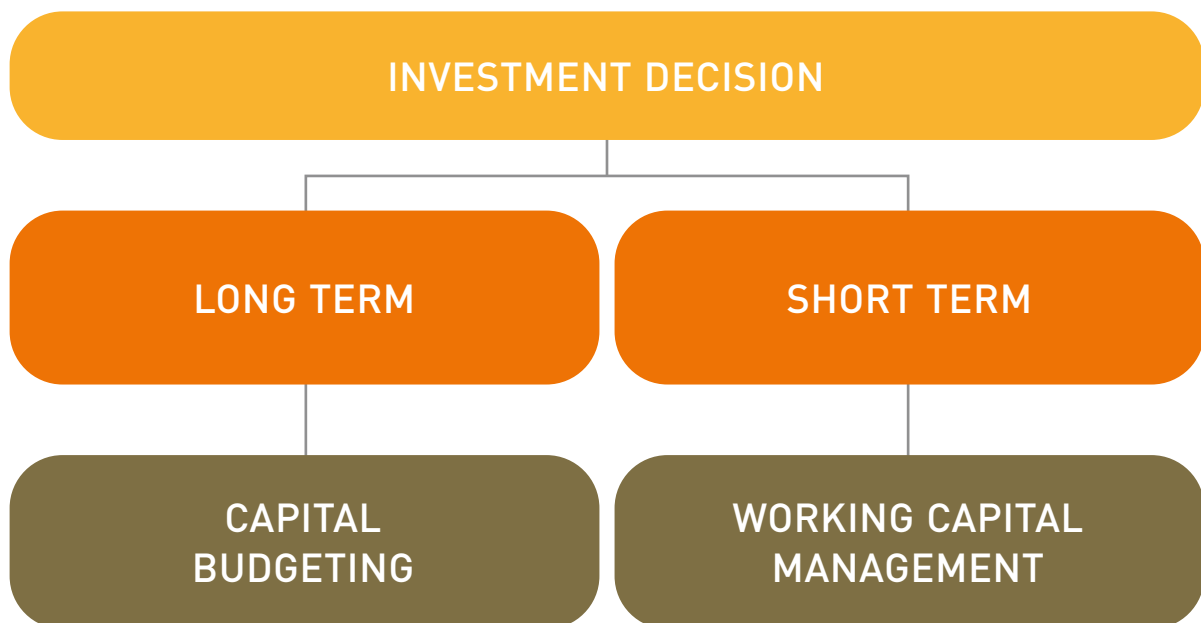 INVESTMENT DECISION
LONG TERM
SHORT TERM
CAPITAL
BUDGETING
WORKING CAPITAL
MANAGEMENT